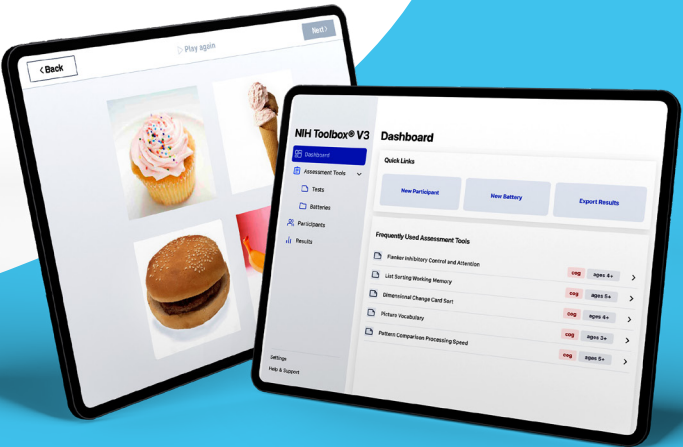 < Back
Play again
Next >
NIH Toolbox® V3
Dashboard
Assessment Tools
Tests
Batteries
Participants
Results
Settings
Help & Support
Dashboard
Quick Links
New Participant
New Battery
Export Results
Frequently Used Assessment Tools
Flanker Inhibitory Control and Attention cog ages 4+
List Sorting Working Memory cog ages 5+
Dimensional Change Card Sort cog ages 4+
Picture Vocabulary cog ages 3+
Pattern Comparison Processing Speed cog ages 5+